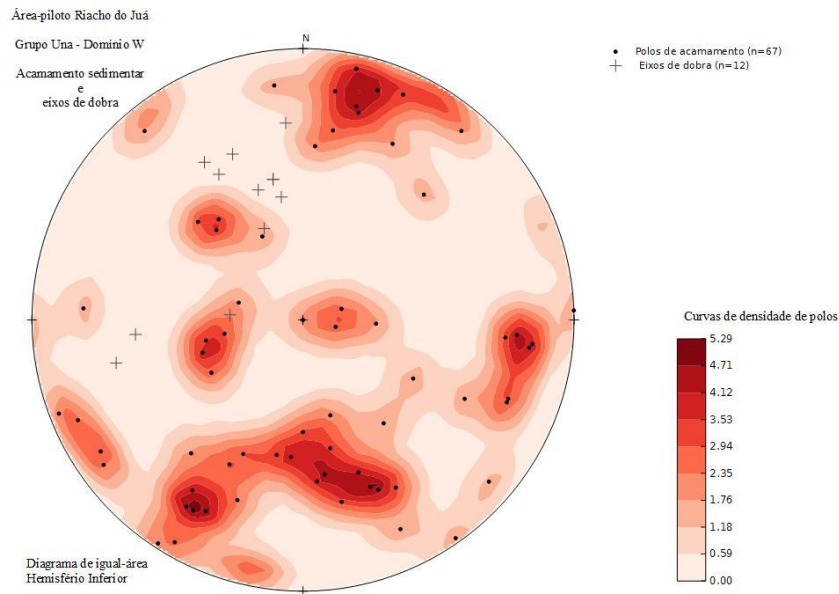 Área-piloto Riacho do Juá
Grupo Una - Domínio W
Acamamento sedimentar
e
eixos de dobra
N
Polos de acamamento (n=67)
Eixos de dobra (n=12)
Curvas de densidade de polos
5.29
4.71
4.12
3.53
2.94
2.35
1.76
1.18
0.59
0.00
Diagrama de igual-área
Hemisfério Inferior